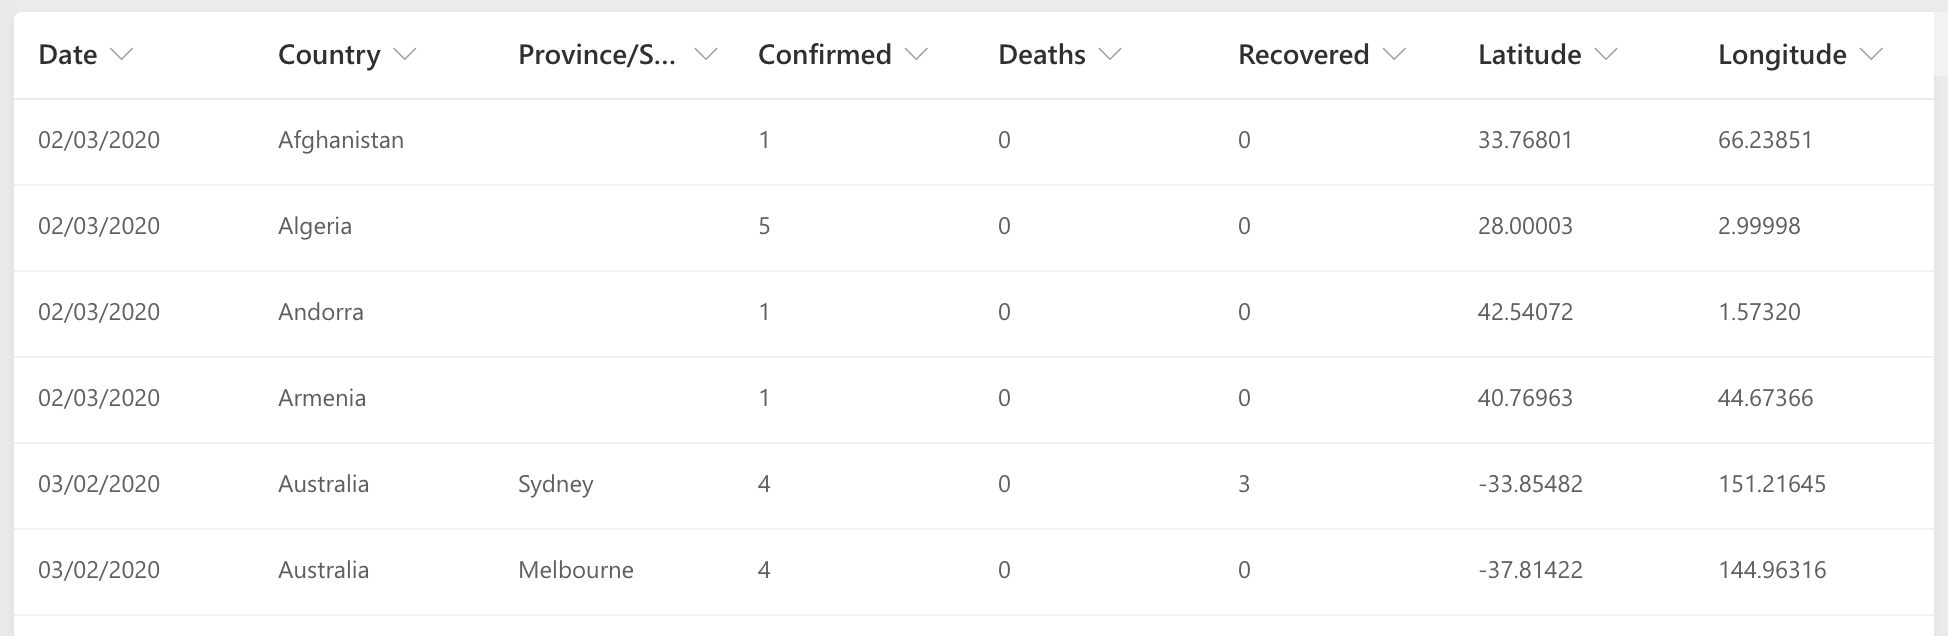 Date Country Province/S... Confirmed Deaths Recovered Latitude Longitude
02/03/2020 Afghanistan 1 0 0 33.76801 66.23851
02/03/2020 Algeria 5 0 0 28.00003 2.99998
02/03/2020 Andorra 1 0 0 42.54072 1.57320
02/03/2020 Armenia 1 0 0 40.76963 44.67366
03/02/2020 Australia Sydney 4 0 3 -33.85482 151.21645
03/02/2020 Australia Melbourne 4 0 0 -37.81422 144.96316